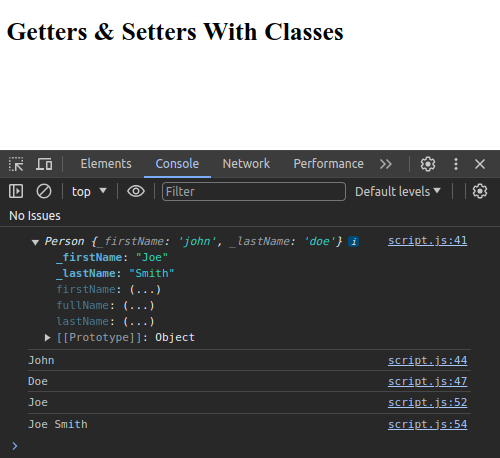 Getters & Setters With Classes
Elements Console Network Performance
top Filter Default levels
No Issues
Person {_firstName: 'john', _lastName: 'doe'} i script.js:41
_firstName: "Joe"
_lastName: "Smith"
firstName: (...)
fullName: (...)
lastName: (...)
[[Prototype]]: Object
John script.js:44
Doe script.js:47
Joe script.js:52
Joe Smith script.js:54